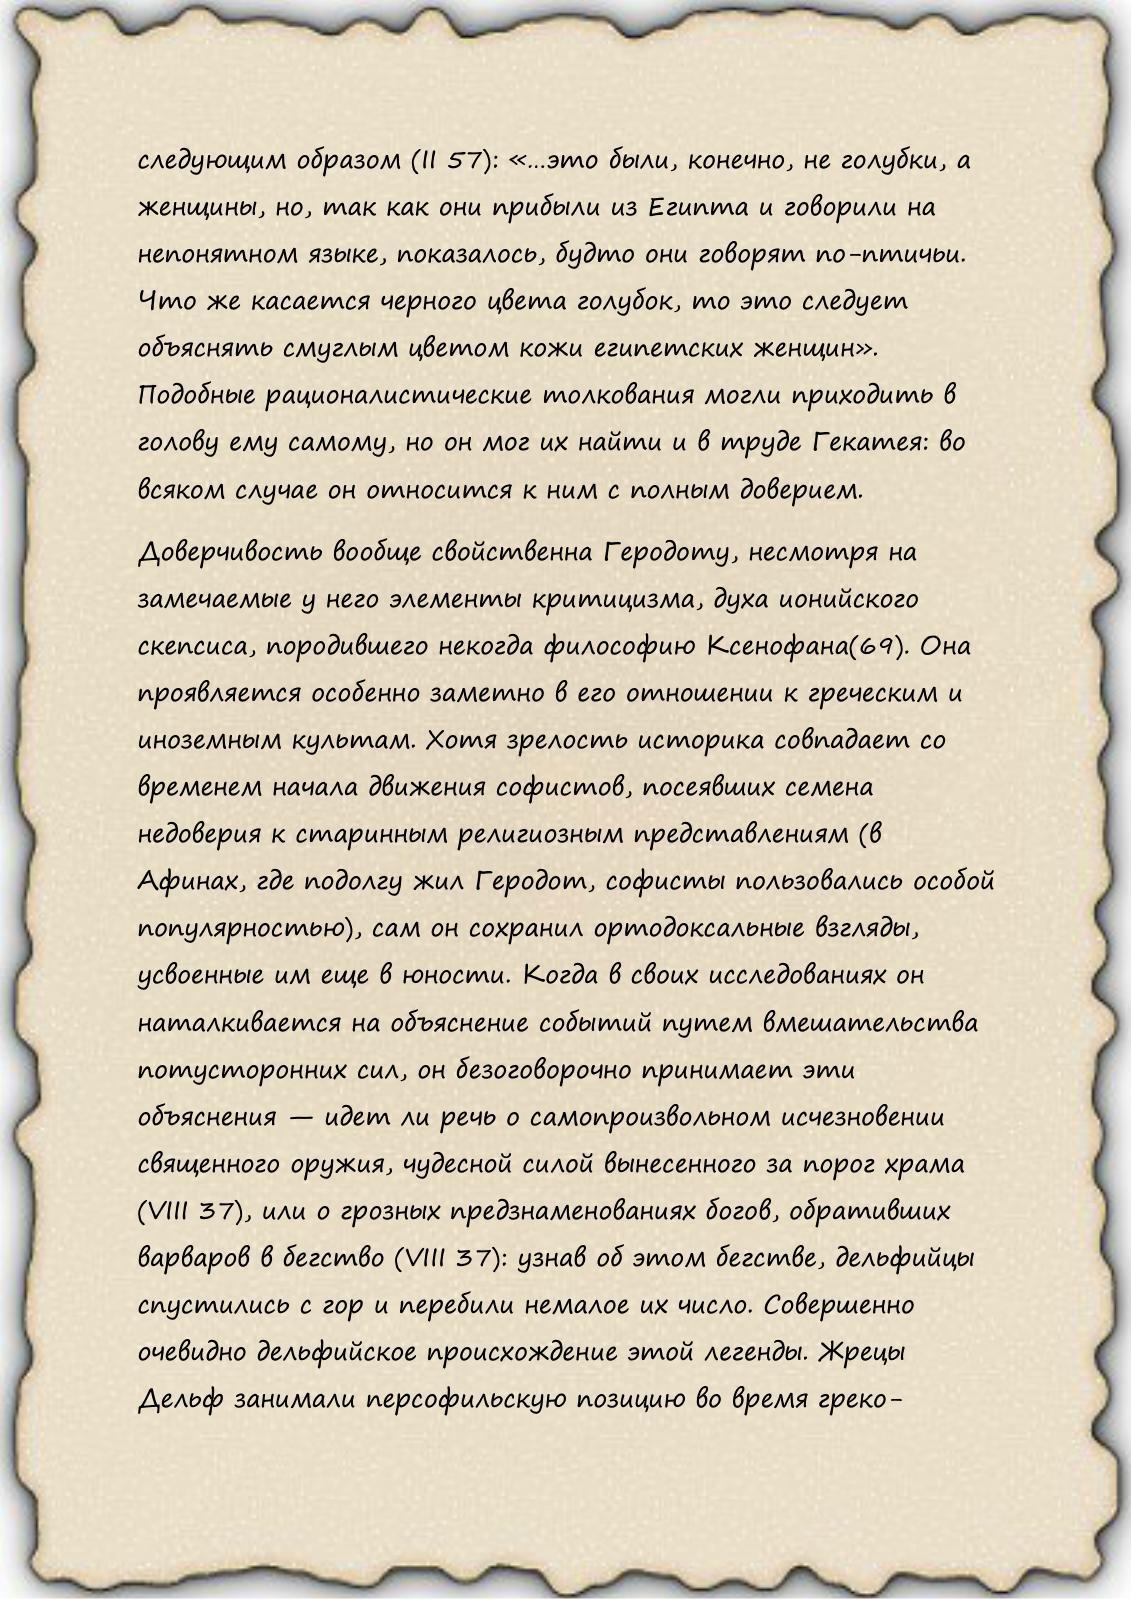 следующим образом (II 57): «...это были, конечно, не голубки, а
женщины, но, так как они прибыли из Египта и говорили на
непонятном языке, показалось, будто они говорят по-птичьи.
Что же касается черного цвета голубок, то это следует
объяснять смуглым цветом кожи египетских женщин».
Подобные рационалистические толкования могли приходить в
голову ему самому, но он мог их найти и в труде Гекатея: во
всяком случае он относится к ним с полным доверием.
Доверчивость вообще свойственна Геродоту, несмотря на
замечаемые у него элементы критицизма, духа ионийского
скепсиса, породившего некогда философию Ксенофана(69). Она
проявляется особенно заметно в его отношении к греческим и
иноземным культам. Хотя зрелость историка совпадает со
временем начала движения софистов, посеявших семена
недоверия к старинным религиозным представлениям (в
Афинах, где подолгу жил Геродот, софисты пользовались особой
популярностью), сам он сохранил ортодоксальные взгляды,
усвоенные им еще в юности. Когда в своих исследованиях он
наталкивается на объяснение событий путем вмешательства
потусторонних сил, он безоговорочно принимает эти
объяснения — идет ли речь о самопроизвольном исчезновении
священного оружия, чудесной силой вынесенного за порог храма
(VIII 37), или о грозных предзнаменованиях богов, обративших
варваров в бегство (VIII 37): узнав об этом бегстве, дельфийцы
спустились с гор и перебили немалое их число. Совершенно
очевидно дельфийское происхождение этой легенды. Жрецы
Дельф занимали персофильскую позицию во время греко-